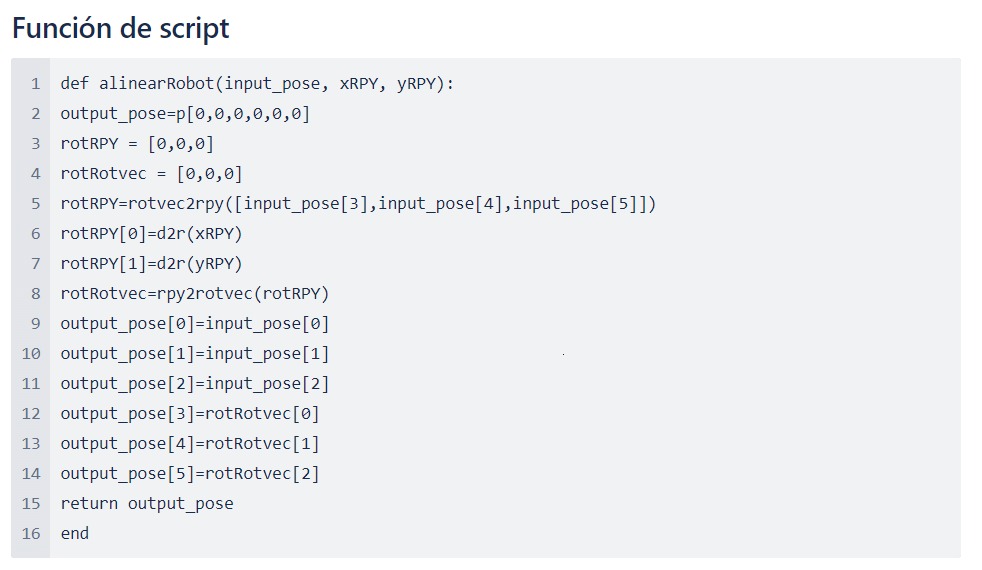 Función de script
1 def alinearRobot(input_pose, xRPY, yRPY):
2 output_pose=p[0,0,0,0,0,0]
3 rotRPY = [0,0,0]
4 rotRotvec = [0,0,0]
5 rotRPY=rotvec2rpy([input_pose[3],input_pose[4],input_pose[5]])
6 rotRPY[0]=d2r(xRPY)
7 rotRPY[1]=d2r(yRPY)
8 rotRotvec=rpy2rotvec(rotRPY)
9 output_pose[0]=input_pose[0]
10 output_pose[1]=input_pose[1]
11 output_pose[2]=input_pose[2]
12 output_pose[3]=rotRotvec[0]
13 output_pose[4]=rotRotvec[1]
14 output_pose[5]=rotRotvec[2]
15 return output_pose
16 end